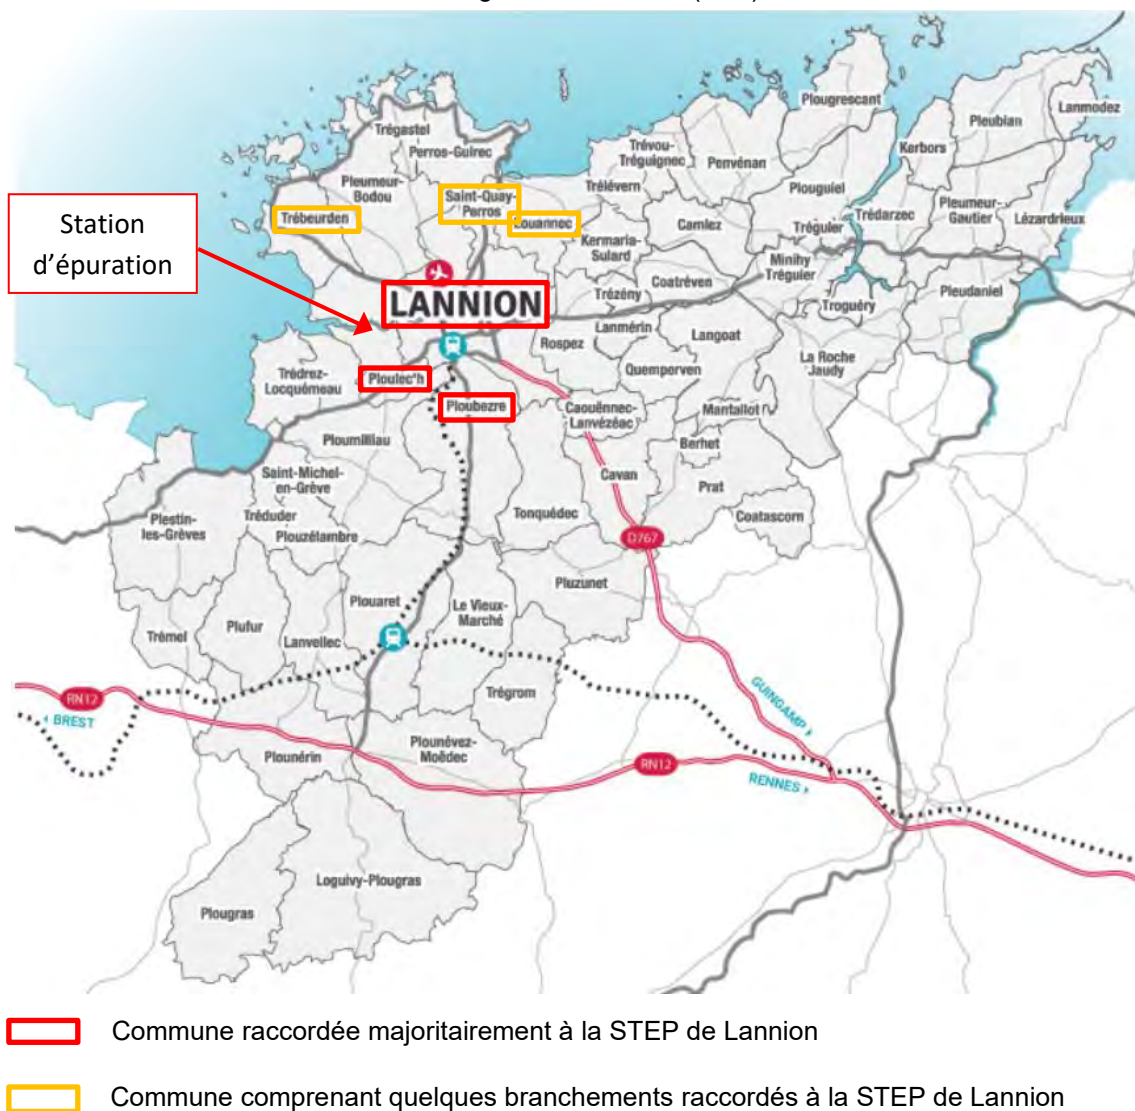 Plougrescant
Lanmodez
Pleubian
Trégastel
Kerbors
Perros-Guirec
Trévou-
Tréguignec
Penvénan
Pleumeur-
Bodou
Trélévern
Plouguiel
Saint-Quay-
Perros
Station
d'épuration
Trébeurden
Louannec
Camlez
Tréguier
Trédarzec
Pleumeur-
Gautier
Lézardrieux
Kermaria-
Sulard
Minihy
Tréguier
Coatréven
Trézény
Pleudaniel
LANNION
Troguéry
Lanmérin
Langoat
Rospez
La Roche
Jaudy
Trédrez-
Locquémeau
Ploulec'h
Quemperven
Ploubezre
Caouënnec-
Lanvézéac
Mantallot
Ploumilliau
Berhet
Saint-Michel-
en-Grève
Cavan
Prat
Plestin-
les-Grèves
Tréduder
Tonquédec
Coatascorn
Plouzélambre
D767
Pluzunet
Plouaret
Le Vieux-
Marché
Trémel
Plufur
Lanvellec
Trégrom
RN12
BREST
GUINGAMP
Plounérin
Plounévez-
Moëdec
RN12
RENNES
Loguivy-Plougras
Plougras
Commune raccordée majoritairement à la STEP de Lannion
Commune comprenant quelques branchements raccordés à la STEP de Lannion